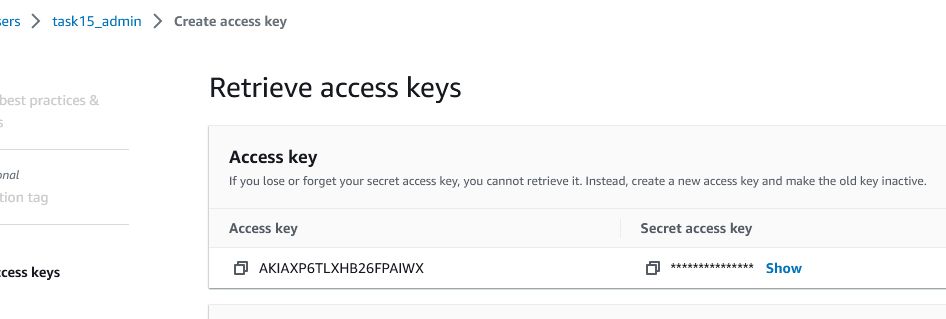 sers > task15_admin > Create access key
Retrieve access keys
best practices &
s
onal
tion tag
ccess keys
Access key
If you lose or forget your secret access key, you cannot retrieve it. Instead, create a new access key and make the old key inactive.
Access key Secret access key
AKIAXP6TLXHB26FPAIWX *************** Show